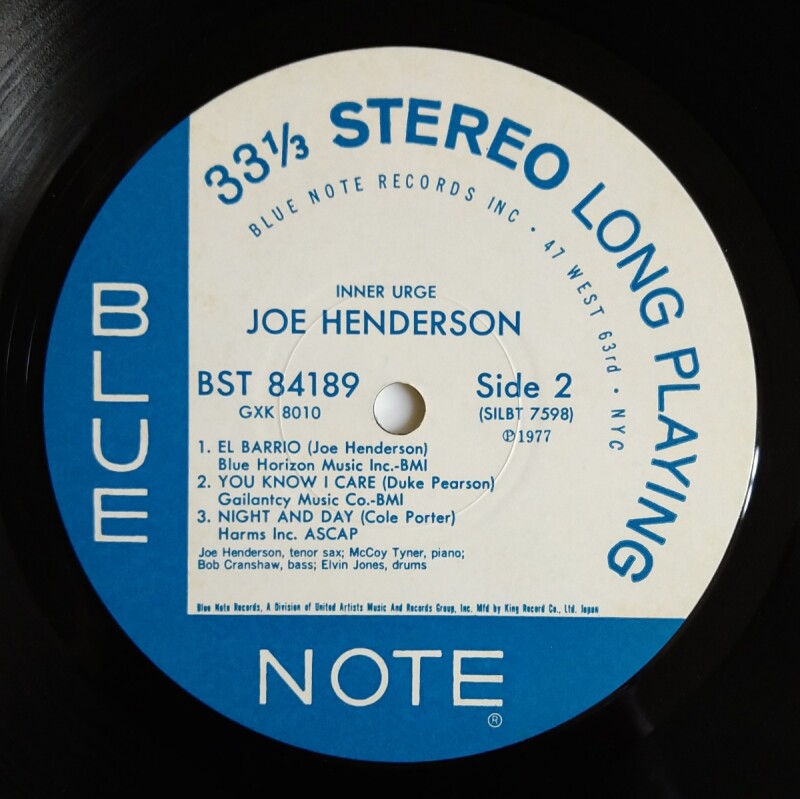 33⅓ STEREO LONG PLAYING
BLUE NOTE RECORDS INC • 47 WEST 63rd • NYC
INNER URGE
JOE HENDERSON
BST 84189 Side 2
GXK 8010 (SILBT 7598)
℗1977
1. EL BARRIO (Joe Henderson)
Blue Horizon Music Inc.-BMI
2. YOU KNOW I CARE (Duke Pearson)
Gailantcy Music Co.-BMI
3. NIGHT AND DAY (Cole Porter)
Harms Inc. ASCAP
Joe Henderson, tenor sax; McCoy Tyner, piano;
Bob Cranshaw, bass; Elvin Jones, drums
Blue Note Records, A Division of United Artists Music And Records Group, Inc. Mfd by King Record Co., Ltd. Japan
BLUE
NOTE
®